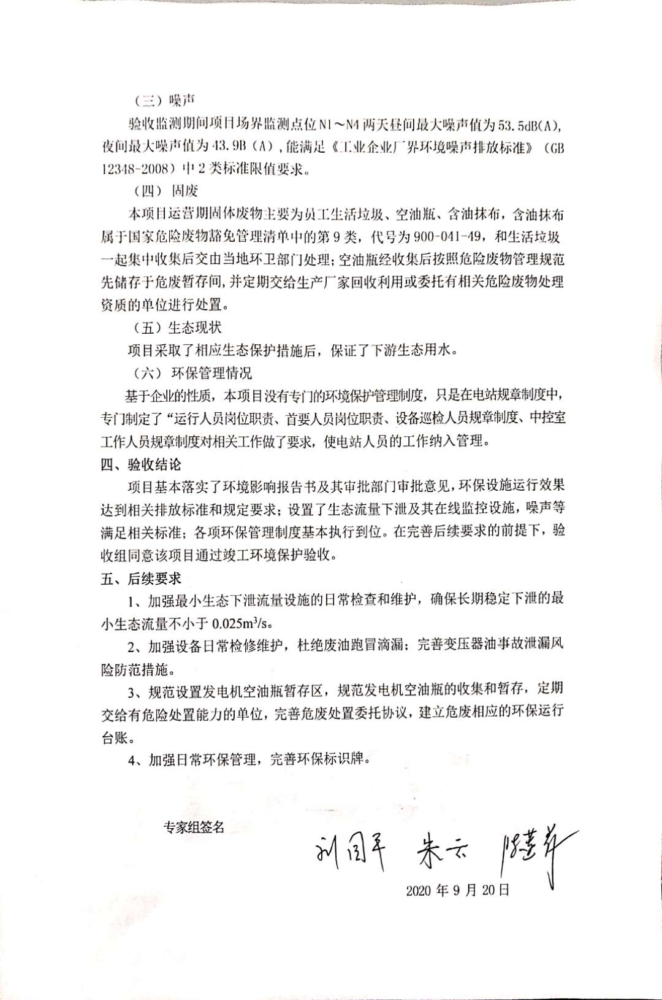 （三）噪声
验收监测期间项目场界监测点位 N1～N4 两天昼间最大噪声值为 53.5dB(A)，
夜间最大噪声值为 43.9B（A）,能满足《工业企业厂界环境噪声排放标准》（GB
12348-2008）中 2 类标准限值要求。
（四） 固废
本项目运营期固体废物主要为员工生活垃圾、空油瓶、含油抹布，含油抹布
属于国家危险废物豁免管理清单中的第 9 类，代号为 900-041-49，和生活垃圾
一起集中收集后交由当地环卫部门处理；空油瓶经收集后按照危险废物管理规范
先储存于危废暂存间,并定期交给生产厂家回收利用或委托有相关危险废物处理
资质的单位进行处置。
（五）生态现状
项目采取了相应生态保护措施后，保证了下游生态用水。
（六） 环保管理情况
基于企业的性质，本项目没有专门的环境保护管理制度，只是在电站规章制度中，
专门制定了“运行人员岗位职责、首要人员岗位职责、设备巡检人员规章制度、中控室
工作人员规章制度对相关工作做了要求，使电站人员的工作纳入管理。
四、验收结论
项目基本落实了环境影响报告书及其审批部门审批意见,环保设施运行效果
达到相关排放标准和规定要求；设置了生态流量下泄及其在线监控设施，噪声等
满足相关标准；各项环保管理制度基本执行到位。在完善后续要求的前提下，验
收组同意该项目通过竣工环境保护验收。
五、后续要求
1、加强最小生态下泄流量设施的日常检查和维护，确保长期稳定下泄的最
小生态流量不小于 0.025m³/s。
2、加强设备日常检修维护，杜绝废油跑冒滴漏；完善变压器油事故泄漏风
险防范措施。
3、规范设置发电机空油瓶暂存区，规范发电机空油瓶的收集和暂存，定期
交给有危险处置能力的单位，完善危废处置委托协议，建立危废相应的环保运行
台账。
4、加强日常环保管理，完善环保标识牌。
专家组签名
朱云
2020 年 9 月 20 日